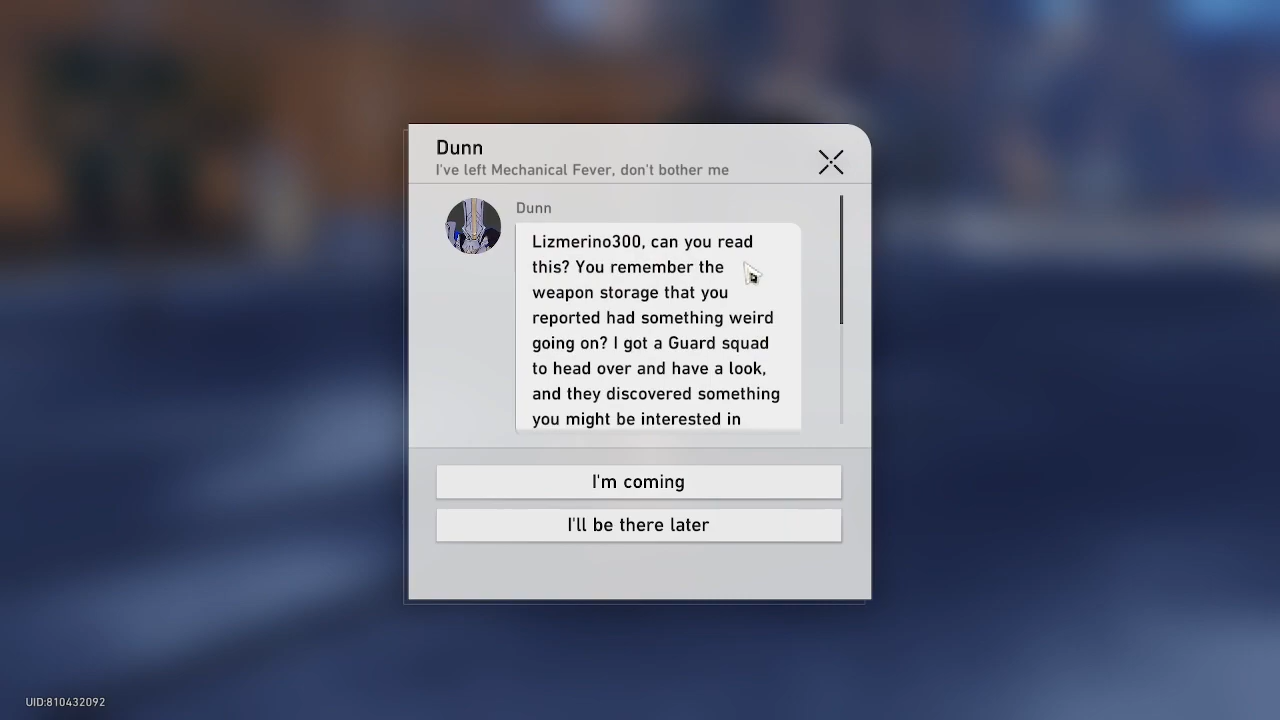 Dunn
I've left Mechanical Fever, don't bother me
Dunn
Lizmerino300, can you read
this? You remember the
weapon storage that you
reported had something weird
going on? I got a Guard squad
to head over and have a look,
and they discovered something
you might be interested in
I'm coming
I'll be there later
UID:810432092